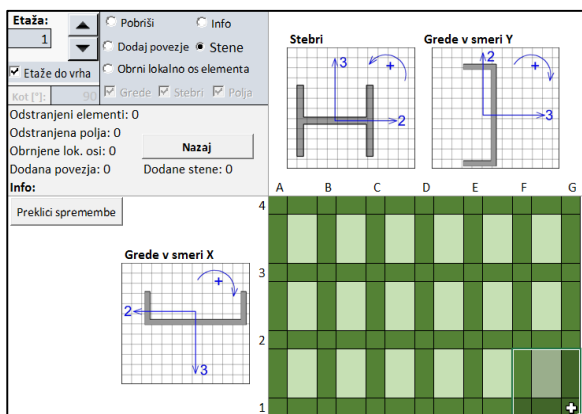 Etaža:
1
Etaže do vrha
Kot [°]:
90
Pobriši
Info
Dodaj povezje
Stene
Obrni lokalno os elementa
Grede
Stebri
Polja
Odstranjeni elementi: 0
Odstranjena polja: 0
Obrnjene lok. osi: 0
Nazaj
Dodana povezja: 0
Dodane stene: 0
Info:
Preklici spremembe
Stebri
3
+
2
Grede v smeri Y
2
+
3
Grede v smeri X
+
2
3
A B C D E F G
4
3
2
1